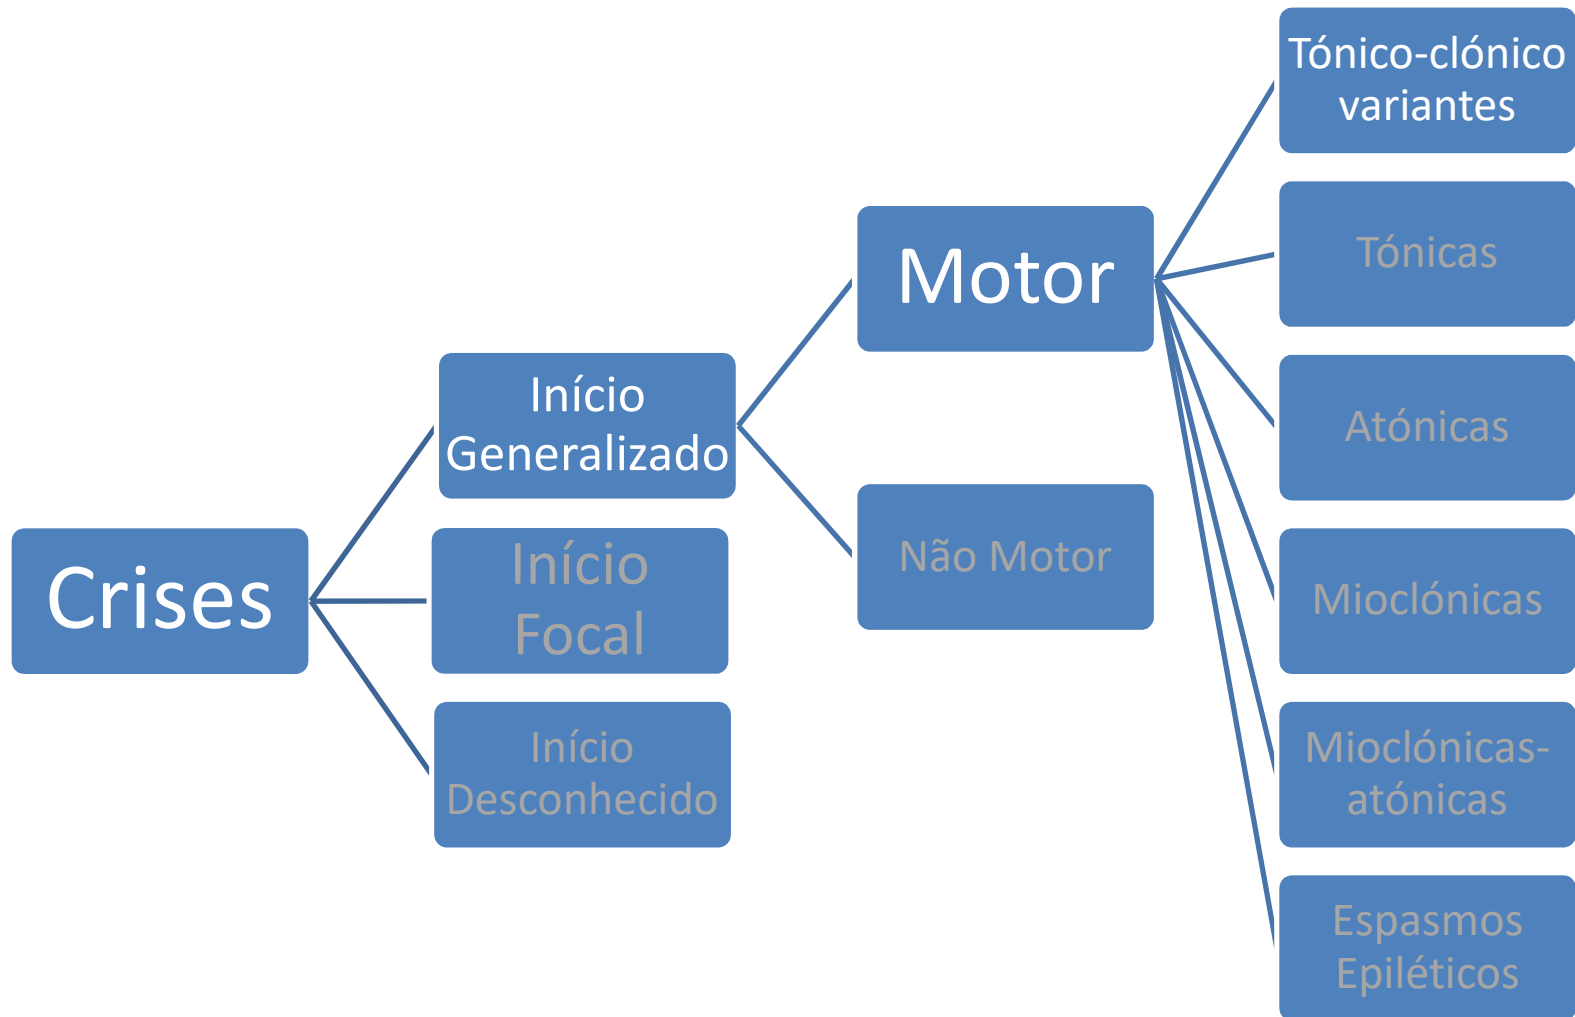 Crises
Início
Generalizado
Início
Focal
Início
Desconhecido
Motor
Não Motor
Tónico-clónico
variantes
Tónicas
Atónicas
Mioclónicas
Mioclónicas-
atónicas
Espasmos
Epiléticos